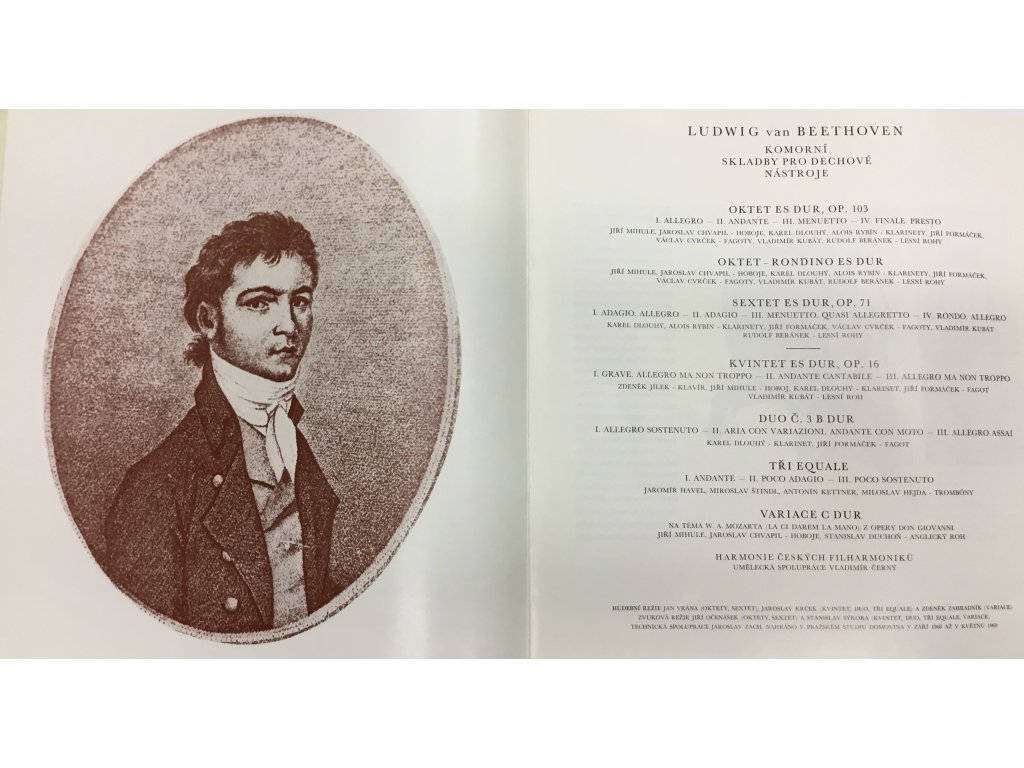 LUDWIG van BEETHOVEN
KOMORNÍ
SKLADBY PRO DECHOVÉ
NÁSTROJE
OKTET ES DUR, OP. 103
I. ALLEGRO — II. ANDANTE — III. MENUETTO — IV. FINALE. PRESTO
JIŘÍ MIHULE, JAROSLAV CHVAPIL - HOBOJE, KAREL DLOUHÝ, ALOIS RYBÍN - KLARINETY, JIŘÍ FORMÁČEK,
VÁCLAV CVRČEK - FAGOTY, VLADIMÍR KUBÁT, RUDOLF BERÁNEK - LESNÍ ROHY
OKTET – RONDINO ES DUR
JIŘÍ MIHULE, JAROSLAV CHVAPIL - HOBOJE, KAREL DLOUHÝ, ALOIS RYBÍN - KLARINETY, JIŘÍ FORMÁČEK,
VÁCLAV CVRČEK - FAGOTY, VLADIMÍR KUBÁT, RUDOLF BERÁNEK - LESNÍ ROHY
SEXTET ES DUR, OP. 71
I. ADAGIO. ALLEGRO — II. ADAGIO — III. MENUETTO. QUASI ALLEGRETTO — IV. RONDO. ALLEGRO
KAREL DLOUHÝ, ALOIS RYBÍN - KLARINETY, JIŘÍ FORMÁČEK, VÁCLAV CVRČEK - FAGOTY, VLADIMÍR KUBÁT
RUDOLF BERÁNEK - LESNÍ ROHY
KVINTET ES DUR, OP. 16
I. GRAVE. ALLEGRO MA NON TROPPO — II. ANDANTE CANTABILE — III. ALLEGRO MA NON TROPPO
ZDENĚK JÍLEK - KLAVÍR, JIŘÍ MIHULE - HOBOJ, KAREL DLOUHÝ - KLARINET, JIŘÍ FORMÁČEK - FAGOT
VLADIMÍR KUBÁT - LESNÍ ROH
DUO Č. 3 B DUR
I. ALLEGRO SOSTENUTO — II. ARIA CON VARIAZIONI. ANDANTE CON MOTO — III. ALLEGRO ASSAI
KAREL DLOUHÝ - KLARINET, JIŘÍ FORMÁČEK - FAGOT
TŘI EQUALE
I. ANDANTE — II. POCO ADAGIO — III. POCO SOSTENUTO
JAROMÍR HAVEL, MIROSLAV ŠTINDL, ANTONÍN KETTNER, MILOSLAV HEJDA - TROMBÓNY
VARIACE C DUR
NA TÉMA W. A. MOZARTA (LA CI DAREM LA MANO) Z OPERY DON GIOVANNI
JIŘÍ MIHULE, JAROSLAV CHVAPIL - HOBOJE, STANISLAV DUCHOŇ - ANGLICKÝ ROH
HARMONIE ČESKÝCH FILHARMONIKŮ
UMĚLECKÁ SPOLUPRÁCE VLADIMÍR ČERNÝ
HUDEBNÍ REŽIE JAN VRÁNA (OKTETY, SEXTET), JAROSLAV KRČEK (KVINTET, DUO, TŘI EQUALE) A ZDENĚK ZAHRADNÍK (VARIACE)
ZVUKOVÁ REŽIE JIŘÍ OČENÁŠEK (OKTETY, SEXTET) A STANISLAV SÝKORA (KVINTET, DUO, TŘI EQUALE, VARIACE)
TECHNICKÁ SPOLUPRÁCE JAROSLAV ZACH. NAHRÁNO V PRAŽSKÉM STUDIU DOMOVINA V ZÁŘÍ 1968 AŽ V KVĚTNU 1969